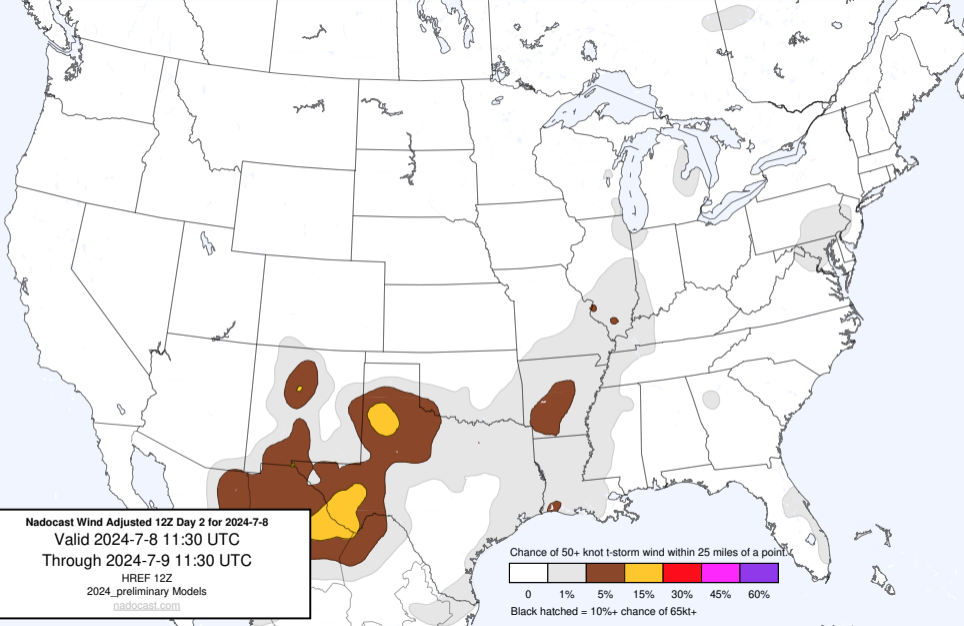 Nadocast Wind Adjusted 12Z Day 2 for 2024-7-8
Valid 2024-7-8 11:30 UTC
Through 2024-7-9 11:30 UTC
HREF 12Z
2024_preliminary Models
nadocast.com
Chance of 50+ knot t-storm wind within 25 miles of a point.
0 1% 5% 15% 30% 45% 60%
Black hatched = 10%+ chance of 65kt+